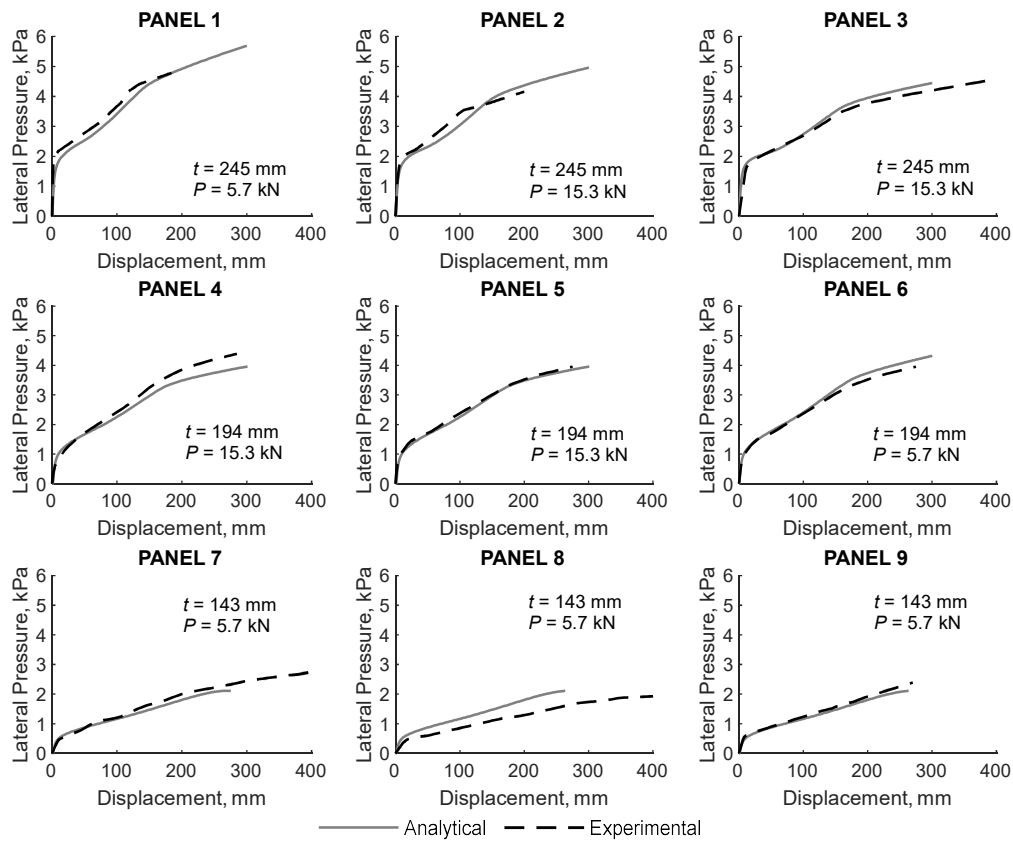 PANEL 1
PANEL 2
PANEL 3
Lateral Pressure, kPa
6
5
4
3
2
1
0
t = 245 mm
P = 5.7 kN
0 100 200 300 400
Displacement, mm
Lateral Pressure, kPa
6
5
4
3
2
1
0
t = 245 mm
P = 15.3 kN
0 100 200 300 400
Displacement, mm
Lateral Pressure, kPa
6
5
4
3
2
1
0
t = 245 mm
P = 15.3 kN
0 100 200 300 400
Displacement, mm
PANEL 4
PANEL 5
PANEL 6
Lateral Pressure, kPa
6
5
4
3
2
1
0
t = 194 mm
P = 15.3 kN
0 100 200 300 400
Displacement, mm
Lateral Pressure, kPa
6
5
4
3
2
1
0
t = 194 mm
P = 15.3 kN
0 100 200 300 400
Displacement, mm
Lateral Pressure, kPa
6
5
4
3
2
1
0
t = 194 mm
P = 5.7 kN
0 100 200 300 400
Displacement, mm
PANEL 7
PANEL 8
PANEL 9
Lateral Pressure, kPa
6
5
4
3
2
1
0
t = 143 mm
P = 5.7 kN
0 100 200 300 400
Displacement, mm
Lateral Pressure, kPa
6
5
4
3
2
1
0
t = 143 mm
P = 5.7 kN
0 100 200 300 400
Displacement, mm
Lateral Pressure, kPa
6
5
4
3
2
1
0
t = 143 mm
P = 5.7 kN
0 100 200 300 400
Displacement, mm
Analytical Experimental